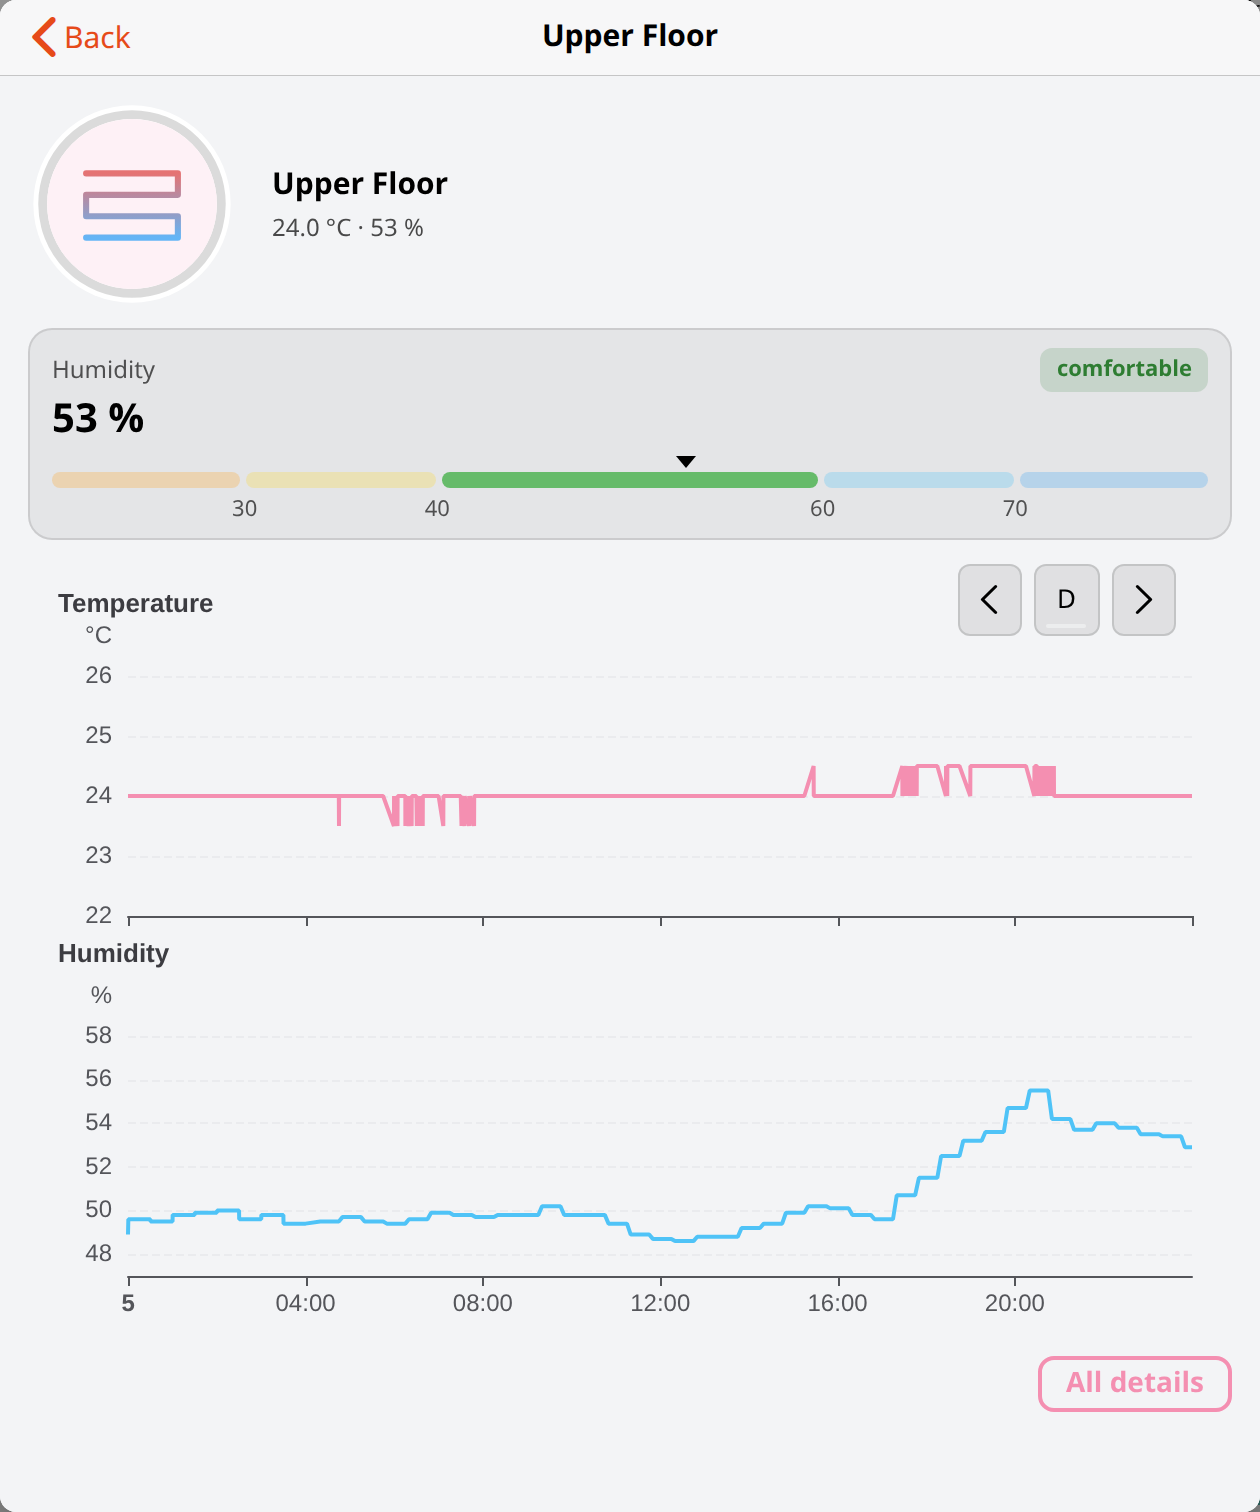 Back
Upper Floor
Upper Floor
24.0 °C · 53 %
Humidity
comfortable
53 %
30 40 60 70
Temperature
D
°C
26
25
24
23
22
Humidity
%
58
56
54
52
50
48
5 04:00 08:00 12:00 16:00 20:00
All details